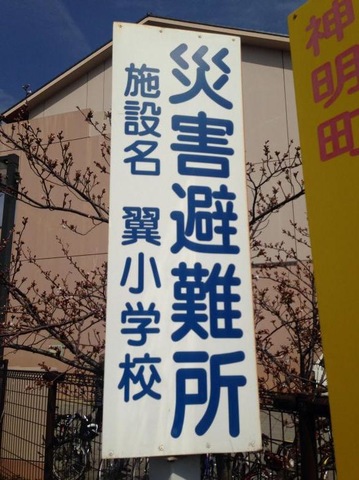 災害避難所
施設名 翼小学校
神明町